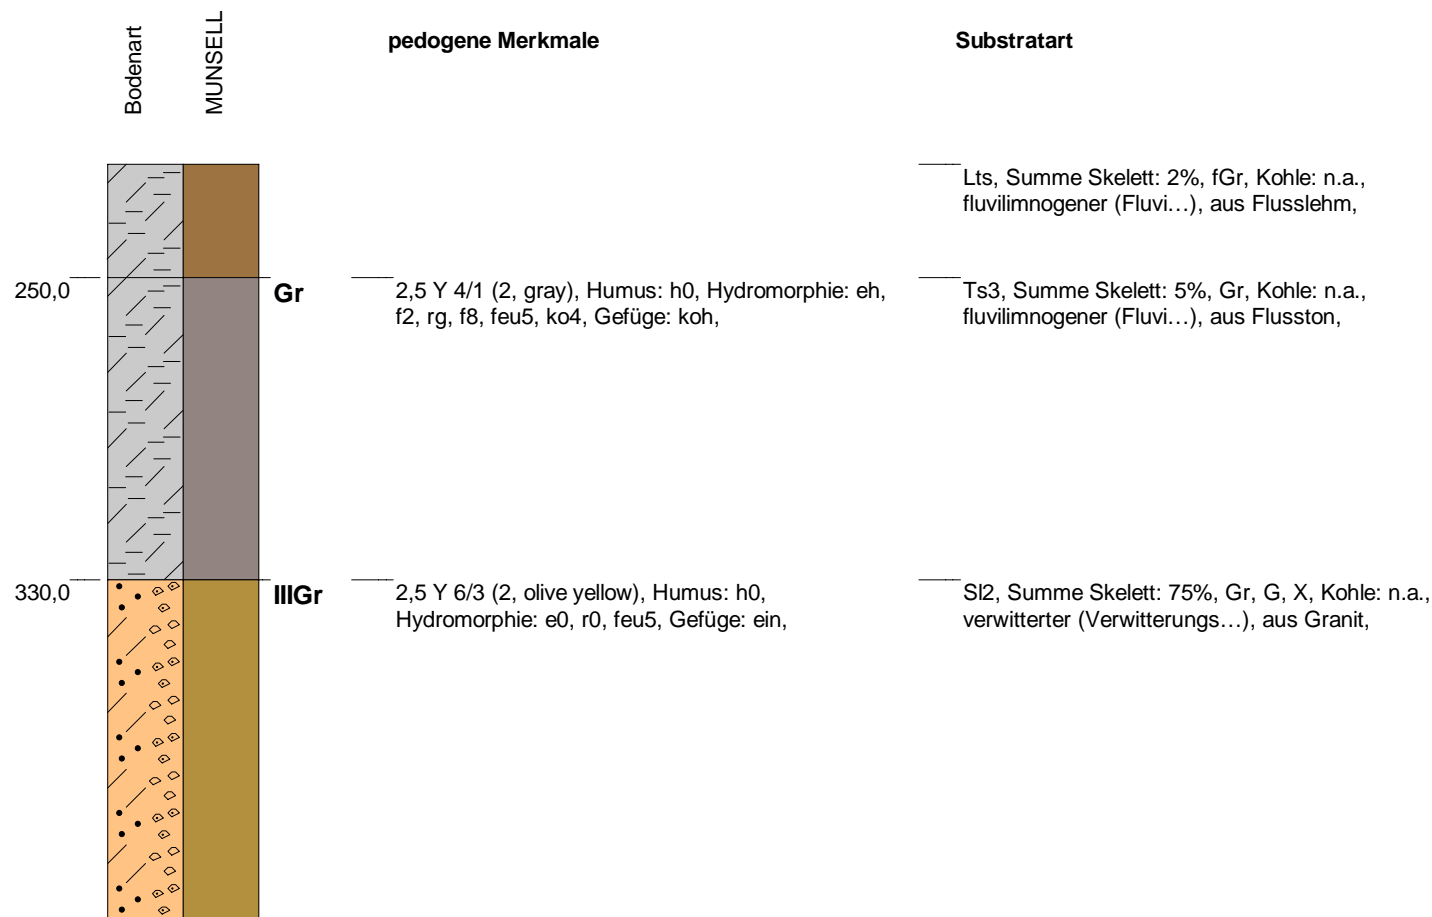 Bodenart
MUNSELL
pedogene Merkmale
Substratart
Lts, Summe Skelett: 2%, fGr, Kohle: n.a.,
fluvilimnogener (Fluvi…), aus Flusslehm,
250,0
Gr
2,5 Y 4/1 (2, gray), Humus: h0, Hydromorphie: eh,
f2, rg, f8, feu5, ko4, Gefüge: koh,
Ts3, Summe Skelett: 5%, Gr, Kohle: n.a.,
fluvilimnogener (Fluvi…), aus Flusston,
330,0
IIIGr
2,5 Y 6/3 (2, olive yellow), Humus: h0,
Hydromorphie: e0, r0, feu5, Gefüge: ein,
Sl2, Summe Skelett: 75%, Gr, G, X, Kohle: n.a.,
verwitterter (Verwitterungs…), aus Granit,